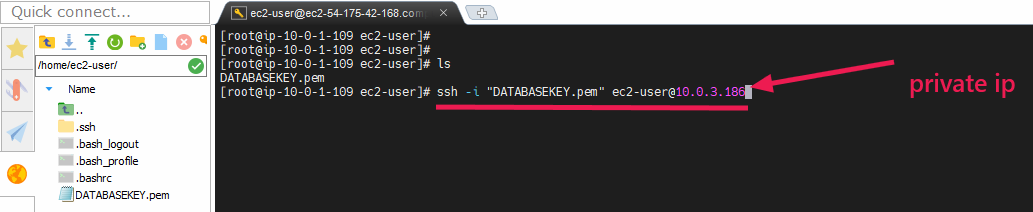 Quick connect...
ec2-user@ec2-54-175-42-168.com
/home/ec2-user/
Name
..
.ssh
.bash_logout
.bash_profile
.bashrc
DATABASEKEY.pem
[root@ip-10-0-1-109 ec2-user]#
[root@ip-10-0-1-109 ec2-user]#
[root@ip-10-0-1-109 ec2-user]# ls
DATABASEKEY.pem
[root@ip-10-0-1-109 ec2-user]# ssh -i "DATABASEKEY.pem" ec2-user@10.0.3.186
private ip